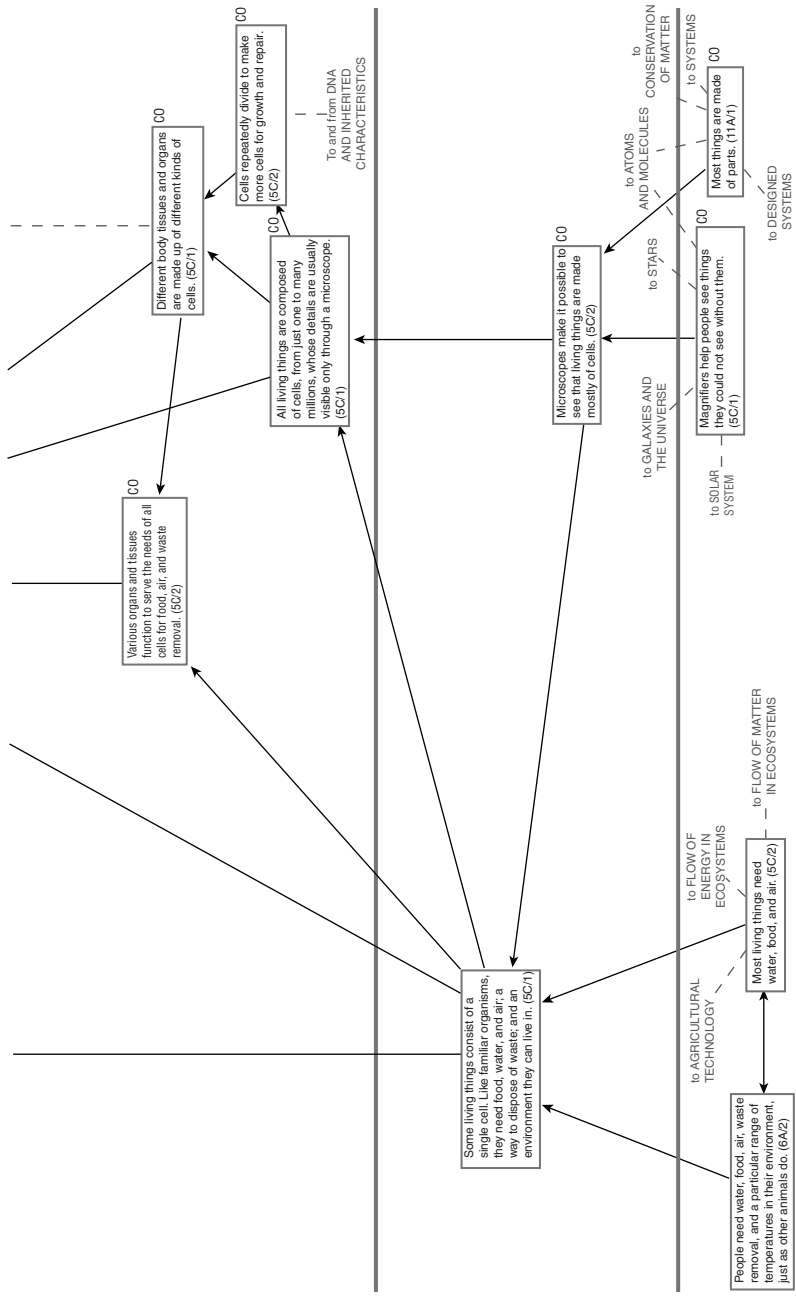 Various organs and tissues
function to serve the needs of all
cells for food, air, and waste
removal. (5C/2)
CO
Different body tissues and organs
are made up of different kinds of
cells. (5C/1)
CO
Cells repeatedly divide to make
more cells for growth and repair.
(5C/2)
CO
All living things are composed
of cells, from just one to many
millions, whose details are usually
visible only through a microscope.
(5C/1)
CO
To and from DNA
AND INHERITED
CHARACTERISTICS
Some living things consist of a
single cell. Like familiar organisms,
they need food, water, and air; a
way to dispose of waste; and an
environment they can live in. (5C/1)
Microscopes make it possible to
see that living things are made
mostly of cells. (5C/2)
CO
to AGRICULTURAL
TECHNOLOGY
to FLOW OF
ENERGY IN
ECOSYSTEMS
to GALAXIES AND
THE UNIVERSE
to STARS
to ATOMS
AND MOLECULES
to
CONSERVATION
OF MATTER
to SYSTEMS
People need water, food, air, waste
removal, and a particular range of
temperatures in their environment,
just as other animals do. (6A/2)
Most living things need
water, food, and air. (5C/2)
to FLOW OF MATTER
IN ECOSYSTEMS
to SOLAR
SYSTEM
Magnifiers help people see things
they could not see without them.
(5C/1)
CO
Most things are made
of parts. (11A/1)
CO
to DESIGNED
SYSTEMS